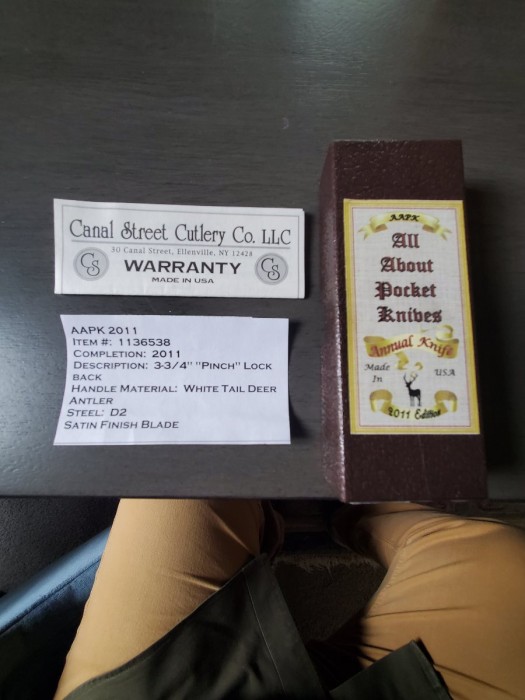 Canal Street Cutlery Co. LLC
30 Canal Street, Ellenville, NY 12428
CS
WARRANTY
CS
MADE IN USA
AAPK 2011
ITEM #: 1136538
COMPLETION: 2011
DESCRIPTION: 3-3/4" "PINCH" LOCK
BACK
HANDLE MATERIAL: WHITE TAIL DEER
ANTLER
STEEL: D2
SATIN FINISH BLADE
AAPK
All
About
Pocket
Knives
Annual Knife
Made
In
USA
2011 Edition